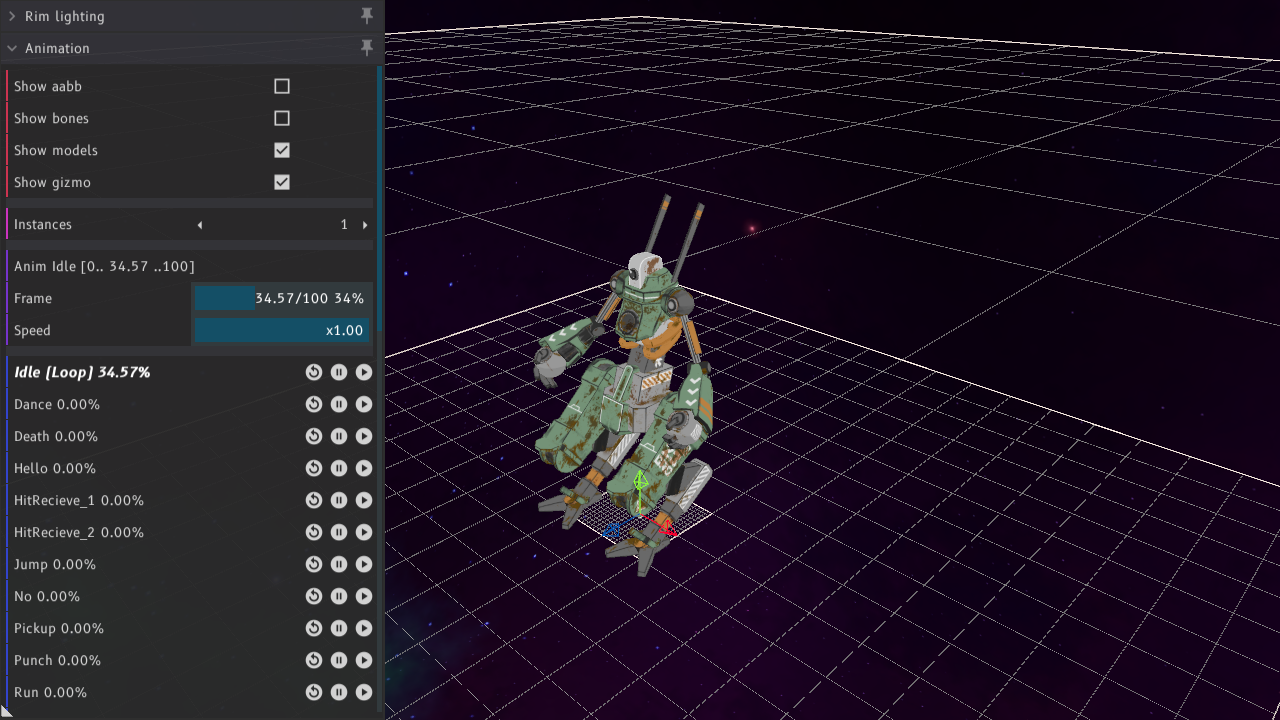 Rim lighting
Animation
Show aabb
Show bones
Show models
Show gizmo
Instances 1
Anim Idle [0.. 34.57 ..100]
Frame 34.57/100 34%
Speed x1.00
Idle [Loop] 34.57%
Dance 0.00%
Death 0.00%
Hello 0.00%
HitRecieve_1 0.00%
HitRecieve_2 0.00%
Jump 0.00%
No 0.00%
Pickup 0.00%
Punch 0.00%
Run 0.00%